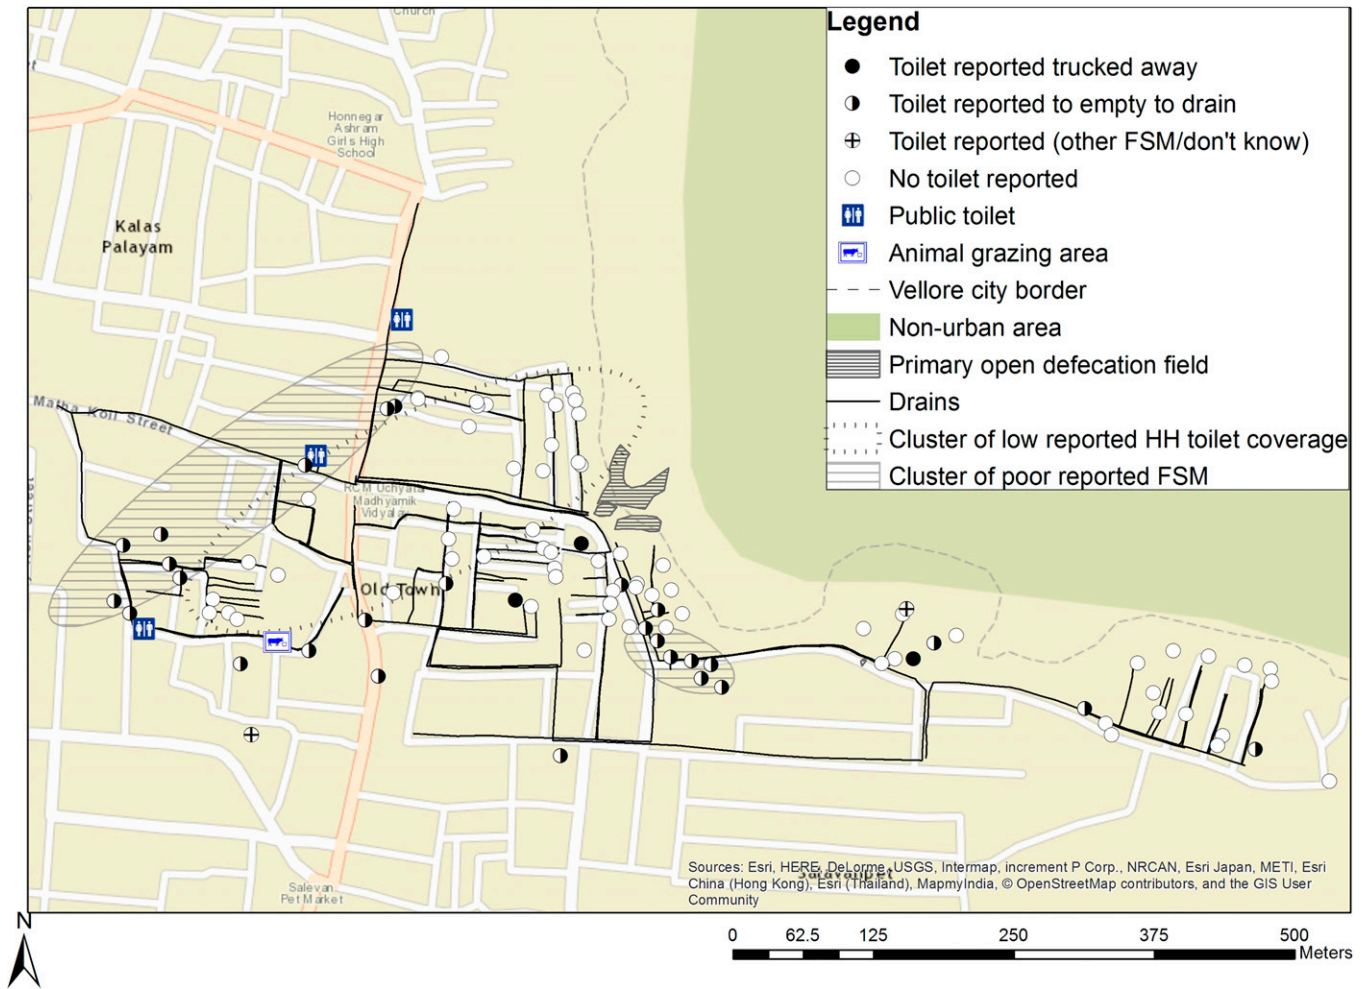 Church
Legend
Toilet reported trucked away
Toilet reported to empty to drain
Toilet reported (other FSM/don't know)
No toilet reported
Public toilet
Animal grazing area
Vellore city border
Non-urban area
Primary open defecation field
Drains
Cluster of low reported HH toilet coverage
Cluster of poor reported FSM
Honnegar
Ashram
Girls High
School
Kalas
Palayam
Matha Koil Street
Street
RCM Uchyata
Madhyamik
Vidyalay
Old Town
Salevan
Pet Market
Saravanpet
Sources: Esri, HERE, DeLorme, USGS, Intermap, increment P Corp., NRCAN, Esri Japan, METI, Esri
China (Hong Kong), Esri (Thailand), MapmyIndia, © OpenStreetMap contributors, and the GIS User
Community
N
0 62.5 125 250 375 500
Meters